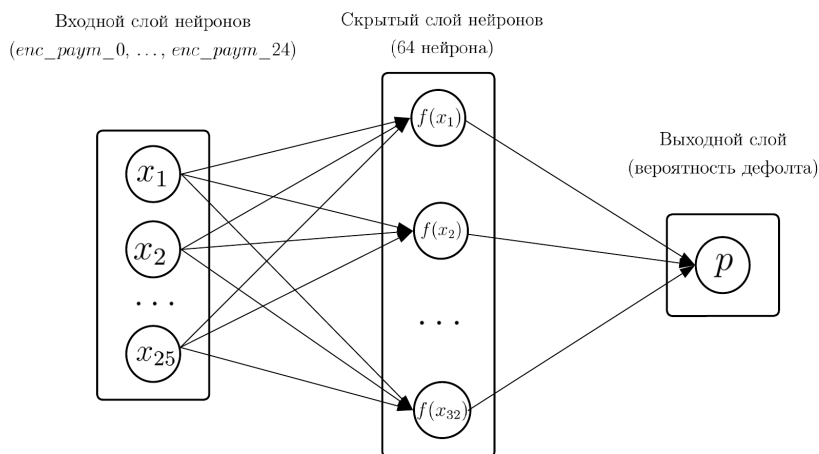 Входной слой нейронов
(enc_paym_0, ..., enc_paym_24)
Скрытый слой нейронов
(64 нейрона)
Выходной слой
(вероятность дефолта)
x₁
x₂
...
x₂₅
f(x₁)
f(x₂)
...
f(x₃₂)
p